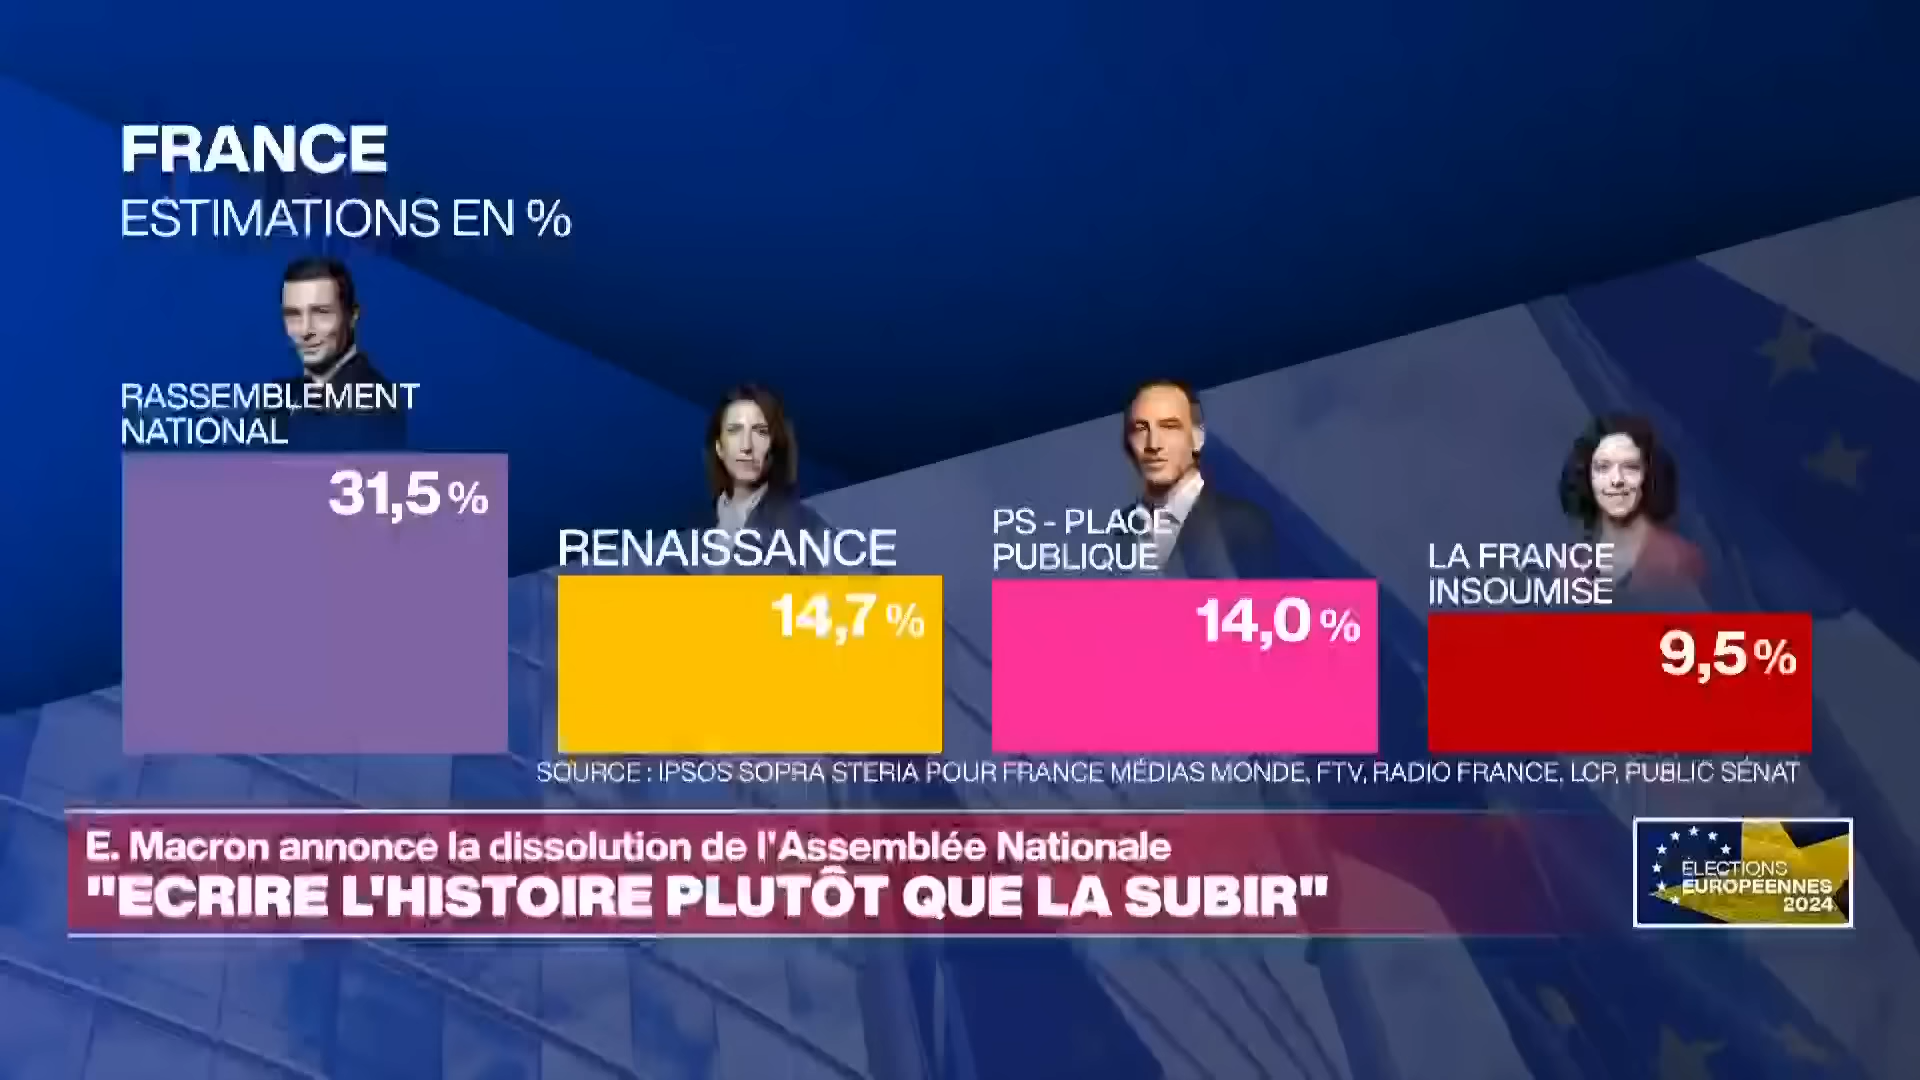 FRANCE
ESTIMATIONS EN %
RASSEMBLEMENT
NATIONAL
31,5 %
RENAISSANCE
14,7 %
PS - PLACE
PUBLIQUE
14,0 %
LA FRANCE
INSOUMISE
9,5 %
SOURCE : IPSOS SOPRA STERIA POUR FRANCE MÉDIAS MONDE, FTV, RADIO FRANCE, LCP, PUBLIC SÉNAT
E. Macron annonce la dissolution de l'Assemblée Nationale
"ECRIRE L'HISTOIRE PLUTÔT QUE LA SUBIR"
ÉLECTIONS
EUROPÉENNES
2024